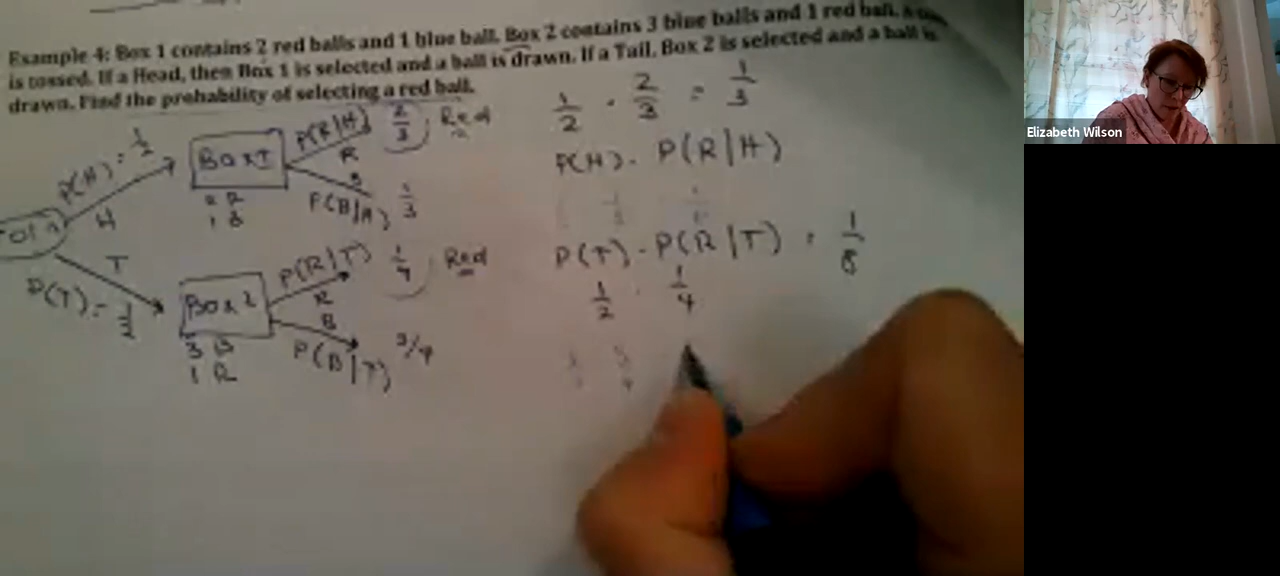 Example 4: Box 1 contains 2 red balls and 1 blue ball. Box 2 contains 3 blue balls and 1 red ball. A coin
is tossed. If a Head, then Box 1 is selected and a ball is drawn. If a Tail, Box 2 is selected and a ball is
drawn. Find the probability of selecting a red ball.
P(H) = 1/2
H
Box 1
2 R
1 B
P(R|H) 2/3 Red
R
B
P(B|H) 1/3
T
P(T) = 1/2
Box 2
3 B
1 R
P(R|T) 1/4 Red
R
B
P(B|T) 3/4
1/2 · 2/3 = 1/3
P(H) · P(R|H)
P(T) · P(R|T) = 1/8
1/2 · 1/4
Elizabeth Wilson